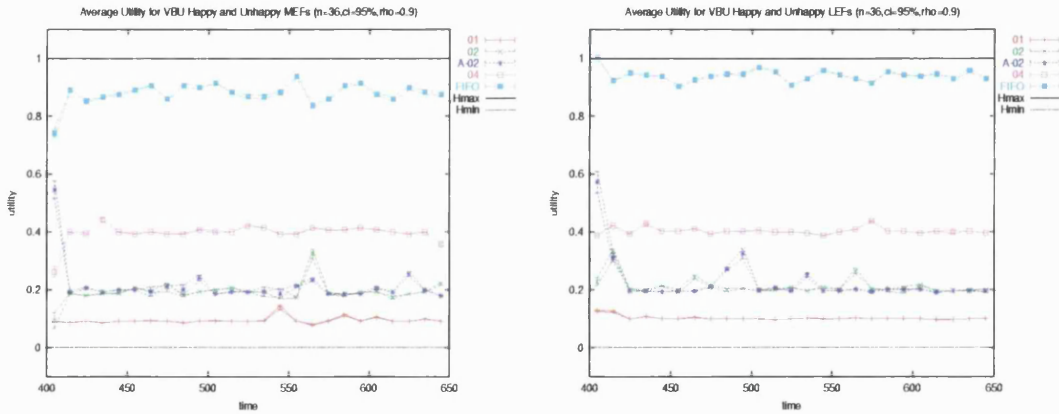 Average Utility for VBU Happy and Unhappy MEFs (n=36,ci=95%,rho=0.9)
01
02
A-02
04
FIFO
Hmax
Hmin
1
0.8
0.6
0.4
0.2
0
utility
400 450 500 550 600 650
time
Average Utility for VBU Happy and Unhappy LEFs (n=36,ci=95%,rho=0.9)
01
02
A-02
04
FIFO
Hmax
Hmin
1
0.8
0.6
0.4
0.2
0
utility
400 450 500 550 600 650
time